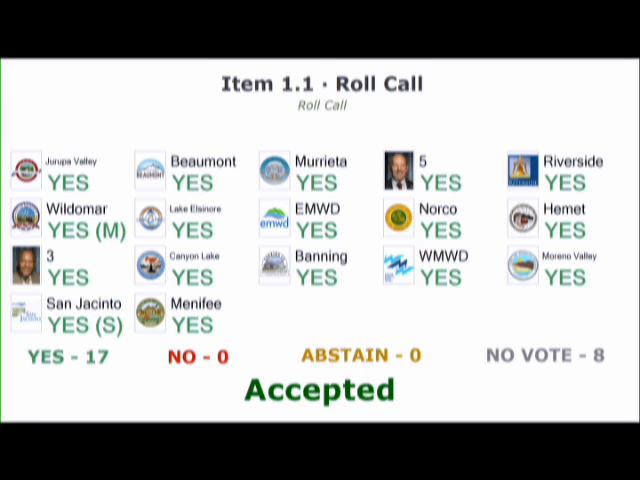 Item 1.1 · Roll Call
Roll Call
Jurupa Valley
YES
Beaumont
YES
Murrieta
YES
5
YES
Riverside
YES
Wildomar
YES (M)
Lake Elsinore
YES
EMWD
YES
Norco
YES
Hemet
YES
3
YES
Canyon Lake
YES
Banning
YES
WMWD
YES
Moreno Valley
YES
San Jacinto
YES (S)
Menifee
YES
YES - 17 NO - 0 ABSTAIN - 0 NO VOTE - 8
Accepted
BEAUMONT
emwd